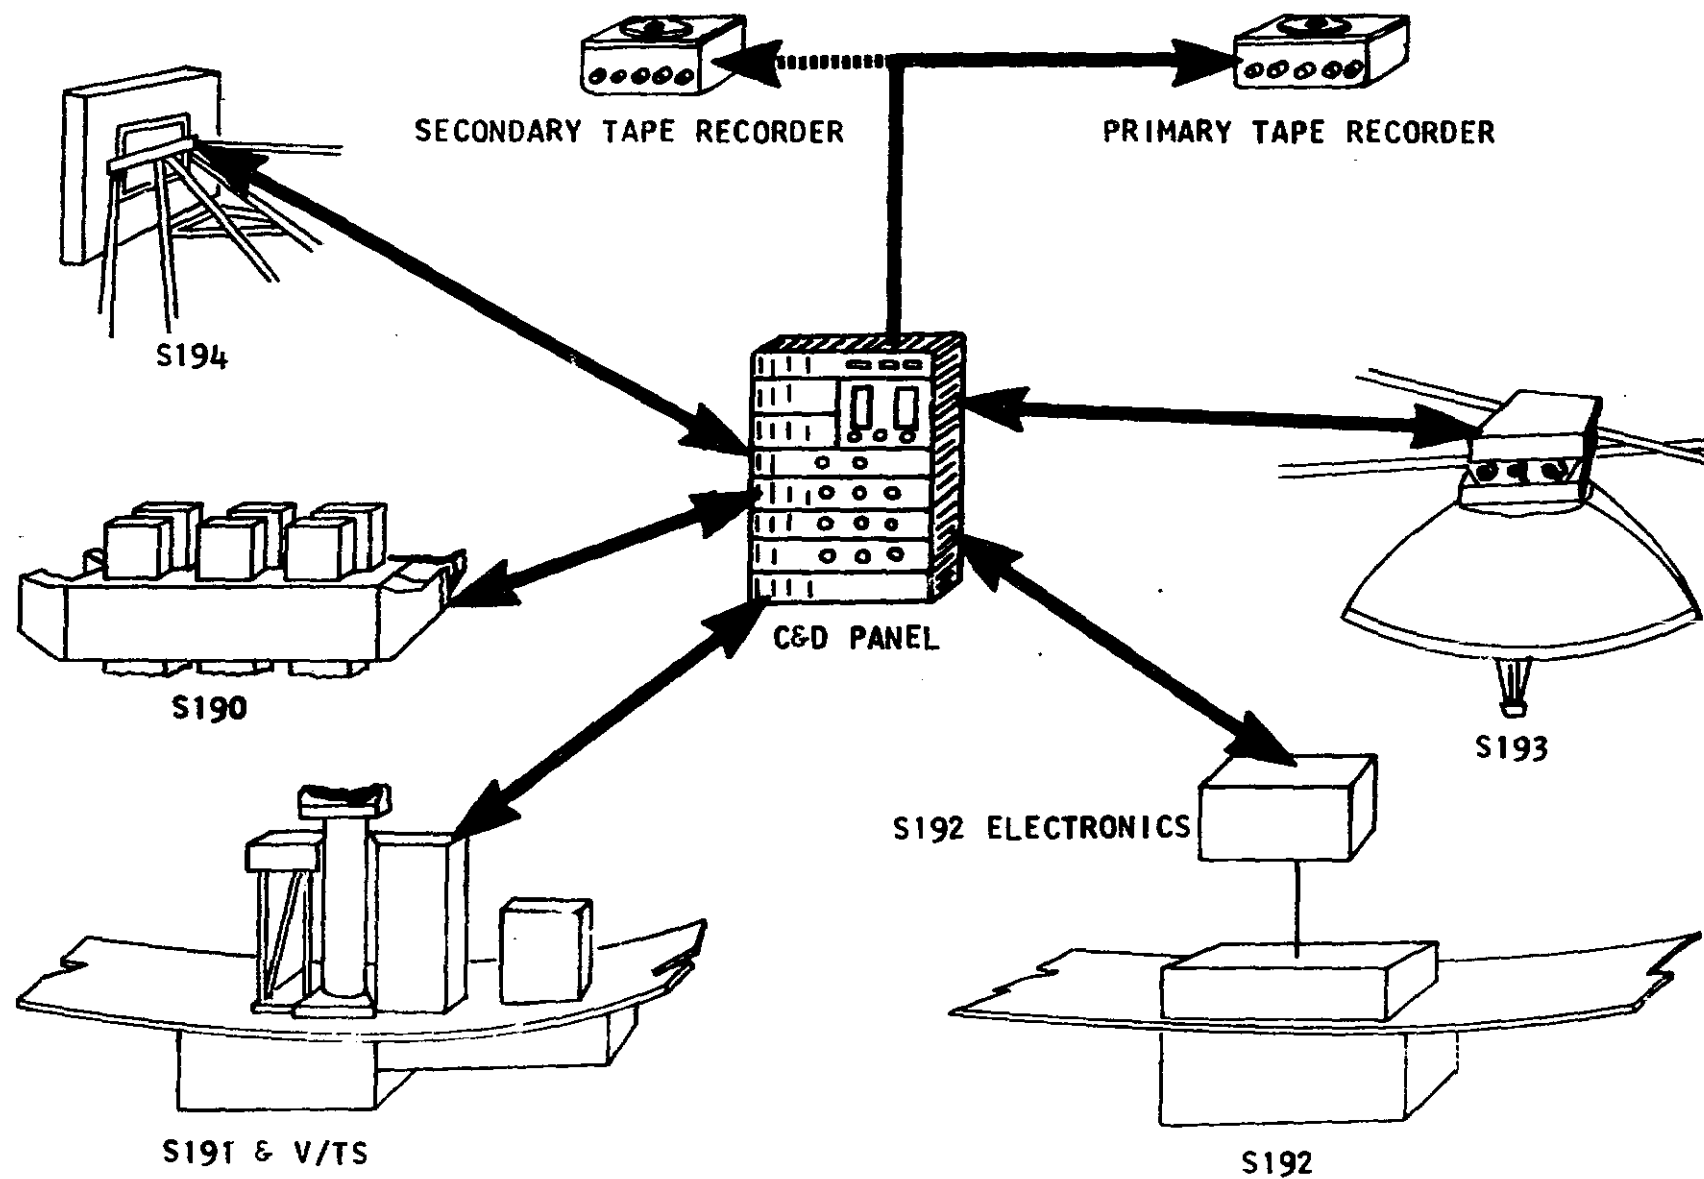 SECONDARY TAPE RECORDER
PRIMARY TAPE RECORDER
S194
C&D PANEL
S190
S193
S192 ELECTRONICS
S191 & V/TS
S192